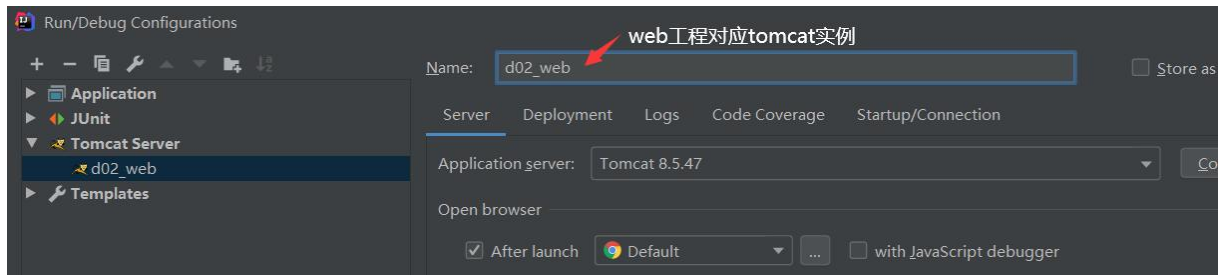 Run/Debug Configurations
web工程对应tomcat实例
Name: d02_web
Store as
Application
JUnit
Tomcat Server
d02_web
Templates
Server Deployment Logs Code Coverage Startup/Connection
Application server: Tomcat 8.5.47
Co
Open browser
After launch Default ... with JavaScript debugger